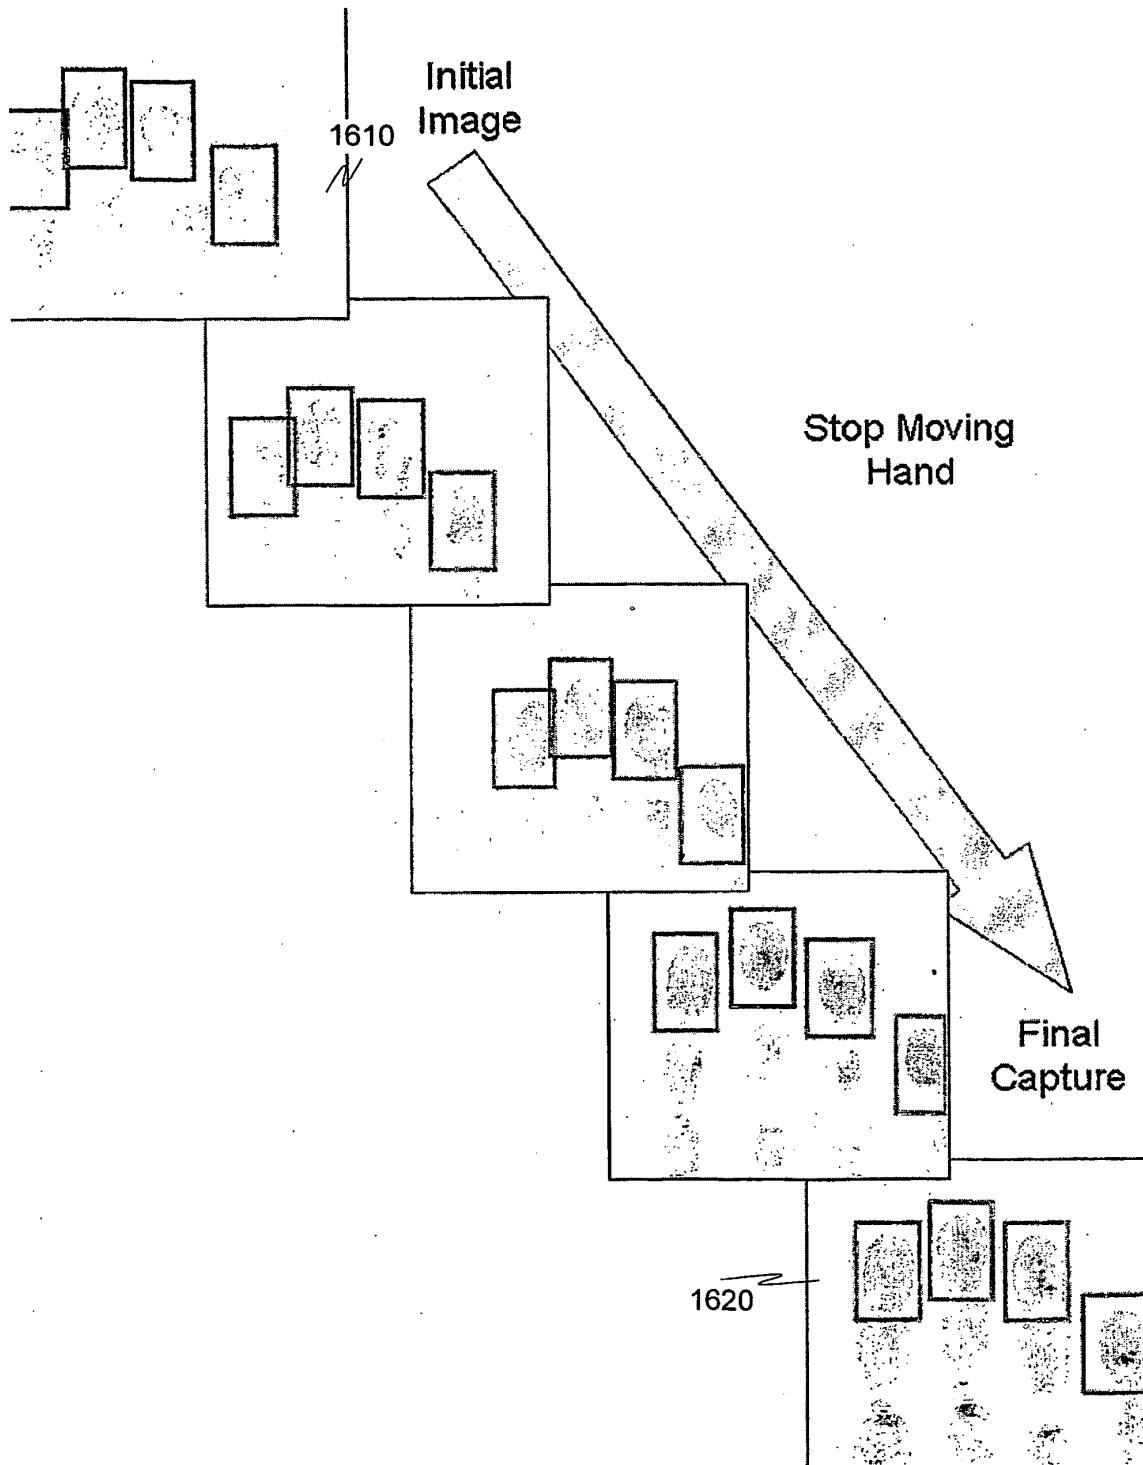 Initial
Image
1610
Stop Moving
Hand
Final
Capture
1620